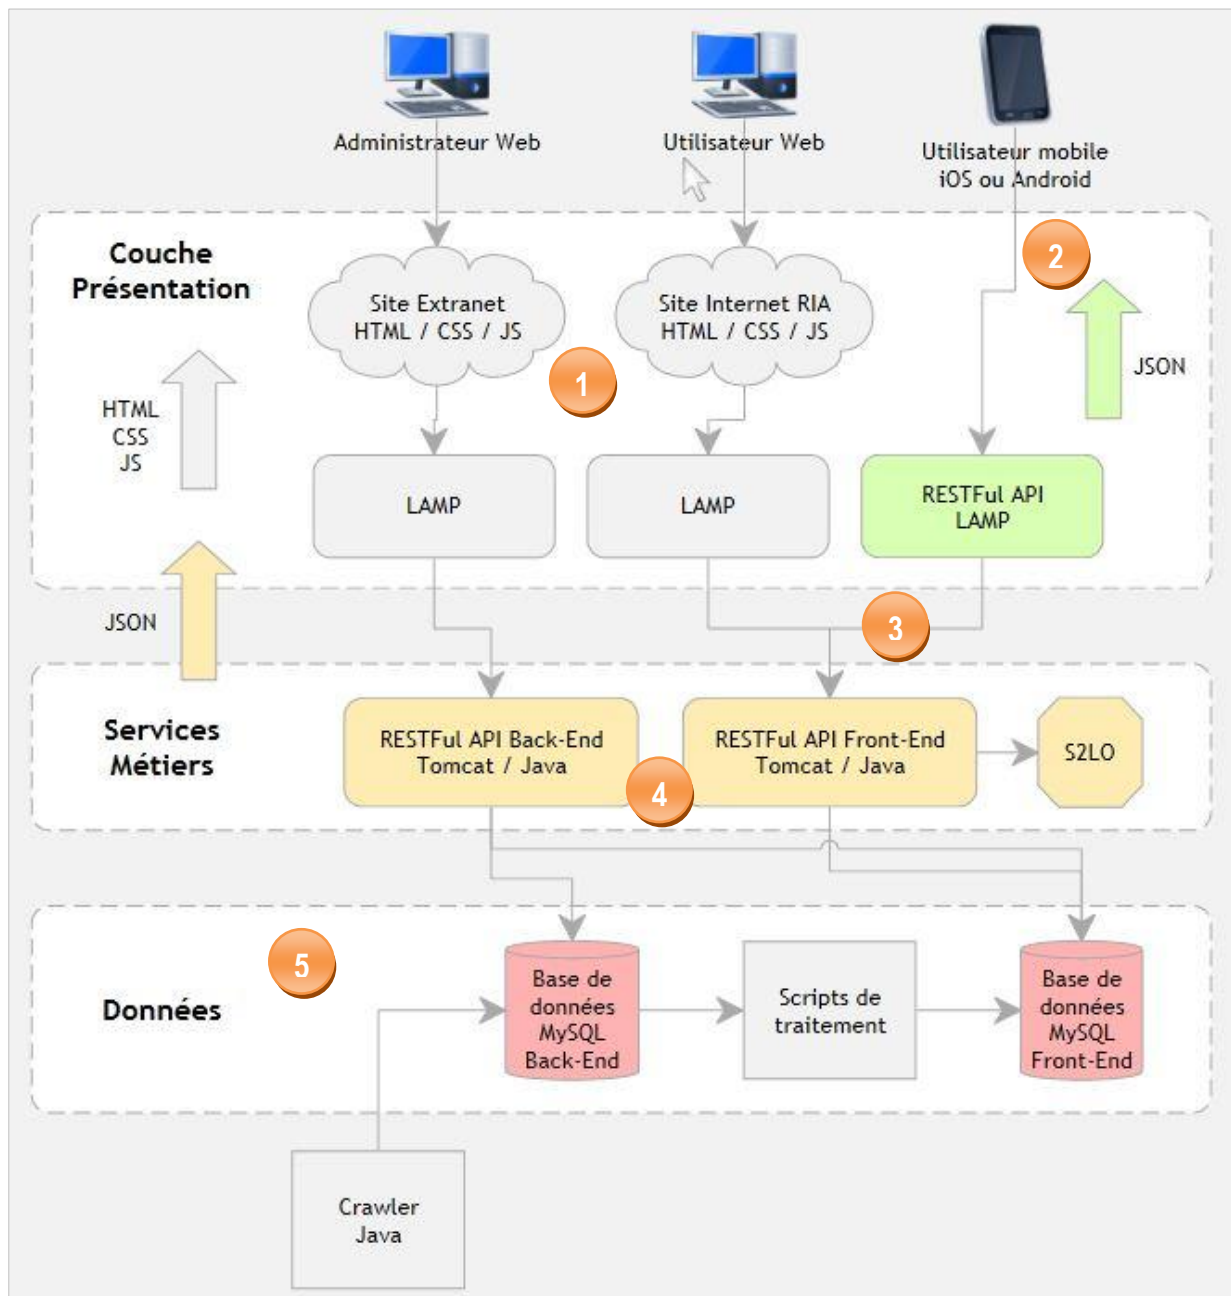 Administrateur Web
Utilisateur Web
Utilisateur mobile
iOS ou Android
Couche
Présentation
2
Site Extranet
HTML / CSS / JS
Site Internet RIA
HTML / CSS / JS
1
JSON
HTML
CSS
JS
LAMP
LAMP
RESTFul API
LAMP
JSON
3
Services
Métiers
RESTFul API Back-End
Tomcat / Java
RESTFul API Front-End
Tomcat / Java
S2LO
4
5
Données
Base de
données
MySQL
Back-End
Scripts de
traitement
Base de
données
MySQL
Front-End
Crawler
Java